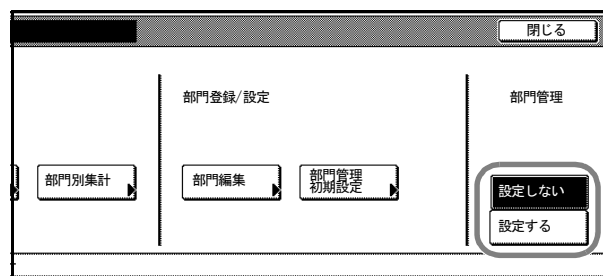 閉じる
部門登録/設定
部門管理
部門別集計
部門編集
部門管理
初期設定
設定しない
設定する